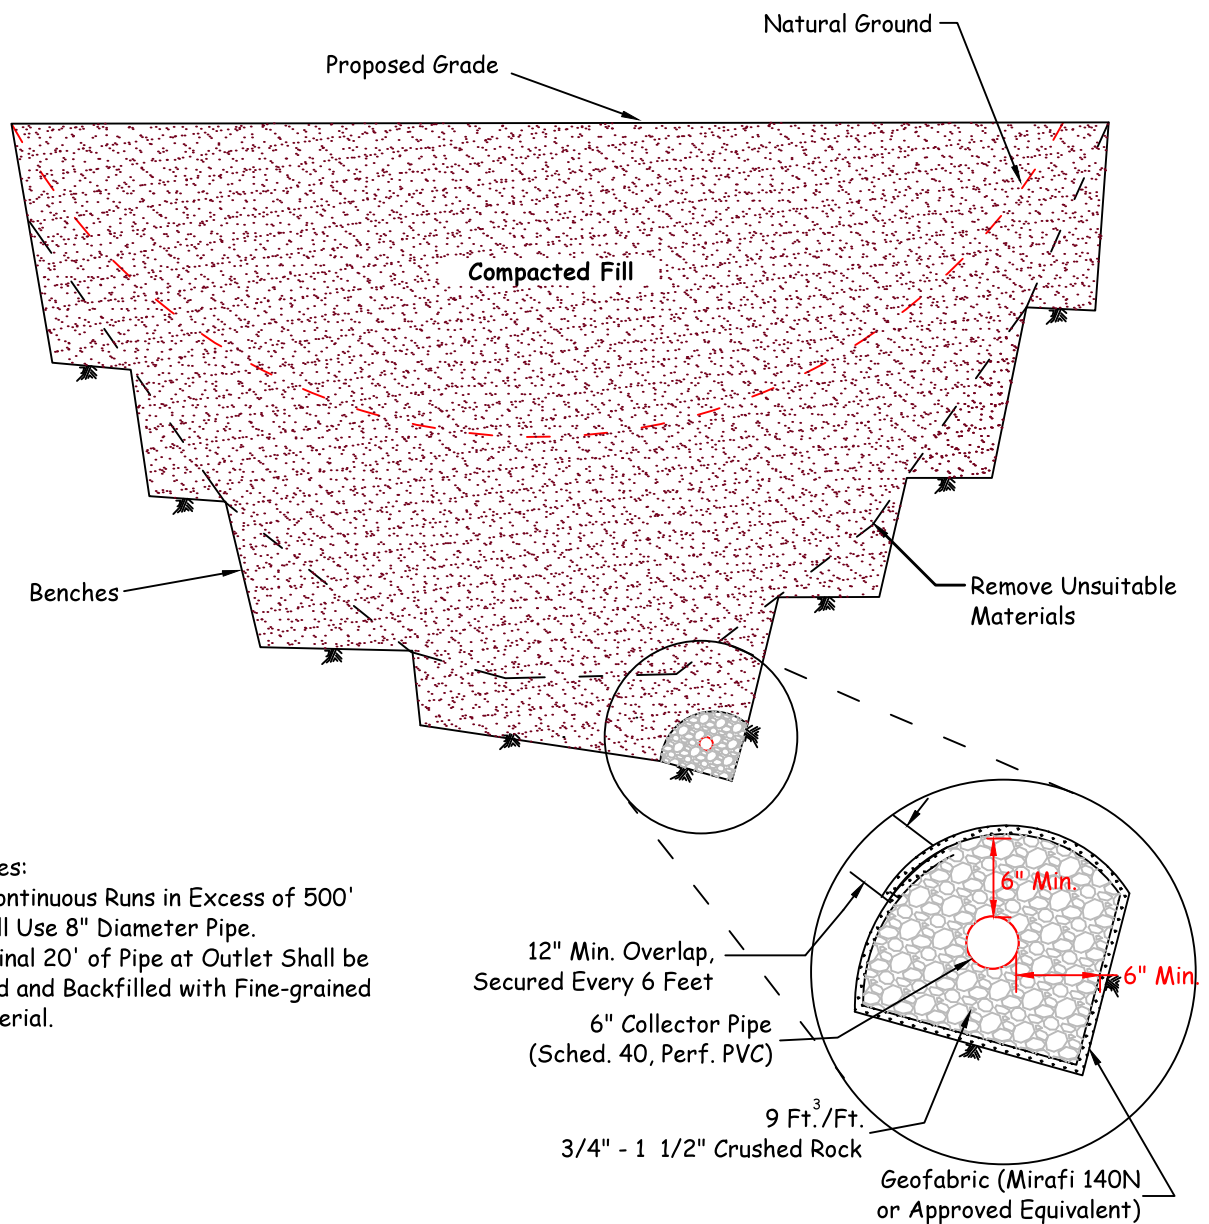 Natural Ground
Proposed Grade
Compacted Fill
Benches
Remove Unsuitable
Materials
es:
ontinuous Runs in Excess of 500'
ll Use 8" Diameter Pipe.
inal 20' of Pipe at Outlet Shall be
d and Backfilled with Fine-grained
erial.
6" Min.
12" Min. Overlap,
Secured Every 6 Feet
6" Min.
6" Collector Pipe
(Sched. 40, Perf. PVC)
9 Ft.³/Ft.
3/4" - 1 1/2" Crushed Rock
Geofabric (Mirafi 140N
or Approved Equivalent)